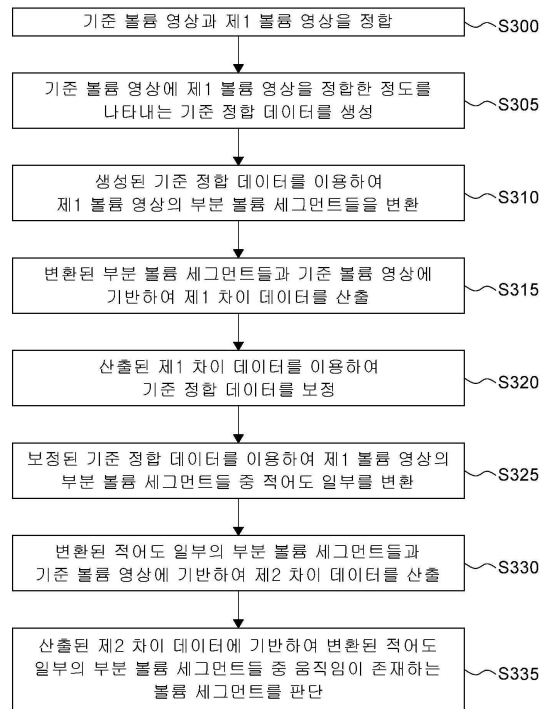 기준 볼륨 영상과 제1 볼륨 영상을 정합
S300
기준 볼륨 영상에 제1 볼륨 영상을 정합한 정도를
나타내는 기준 정합 데이터를 생성
S305
생성된 기준 정합 데이터를 이용하여
제1 볼륨 영상의 부분 볼륨 세그먼트들을 변환
S310
변환된 부분 볼륨 세그먼트들과 기준 볼륨 영상에
기반하여 제1 차이 데이터를 산출
S315
산출된 제1 차이 데이터를 이용하여
기준 정합 데이터를 보정
S320
보정된 기준 정합 데이터를 이용하여 제1 볼륨 영상의
부분 볼륨 세그먼트들 중 적어도 일부를 변환
S325
변환된 적어도 일부의 부분 볼륨 세그먼트들과
기준 볼륨 영상에 기반하여 제2 차이 데이터를 산출
S330
산출된 제2 차이 데이터에 기반하여 변환된 적어도
일부의 부분 볼륨 세그먼트들 중 움직임이 존재하는
볼륨 세그먼트를 판단
S335